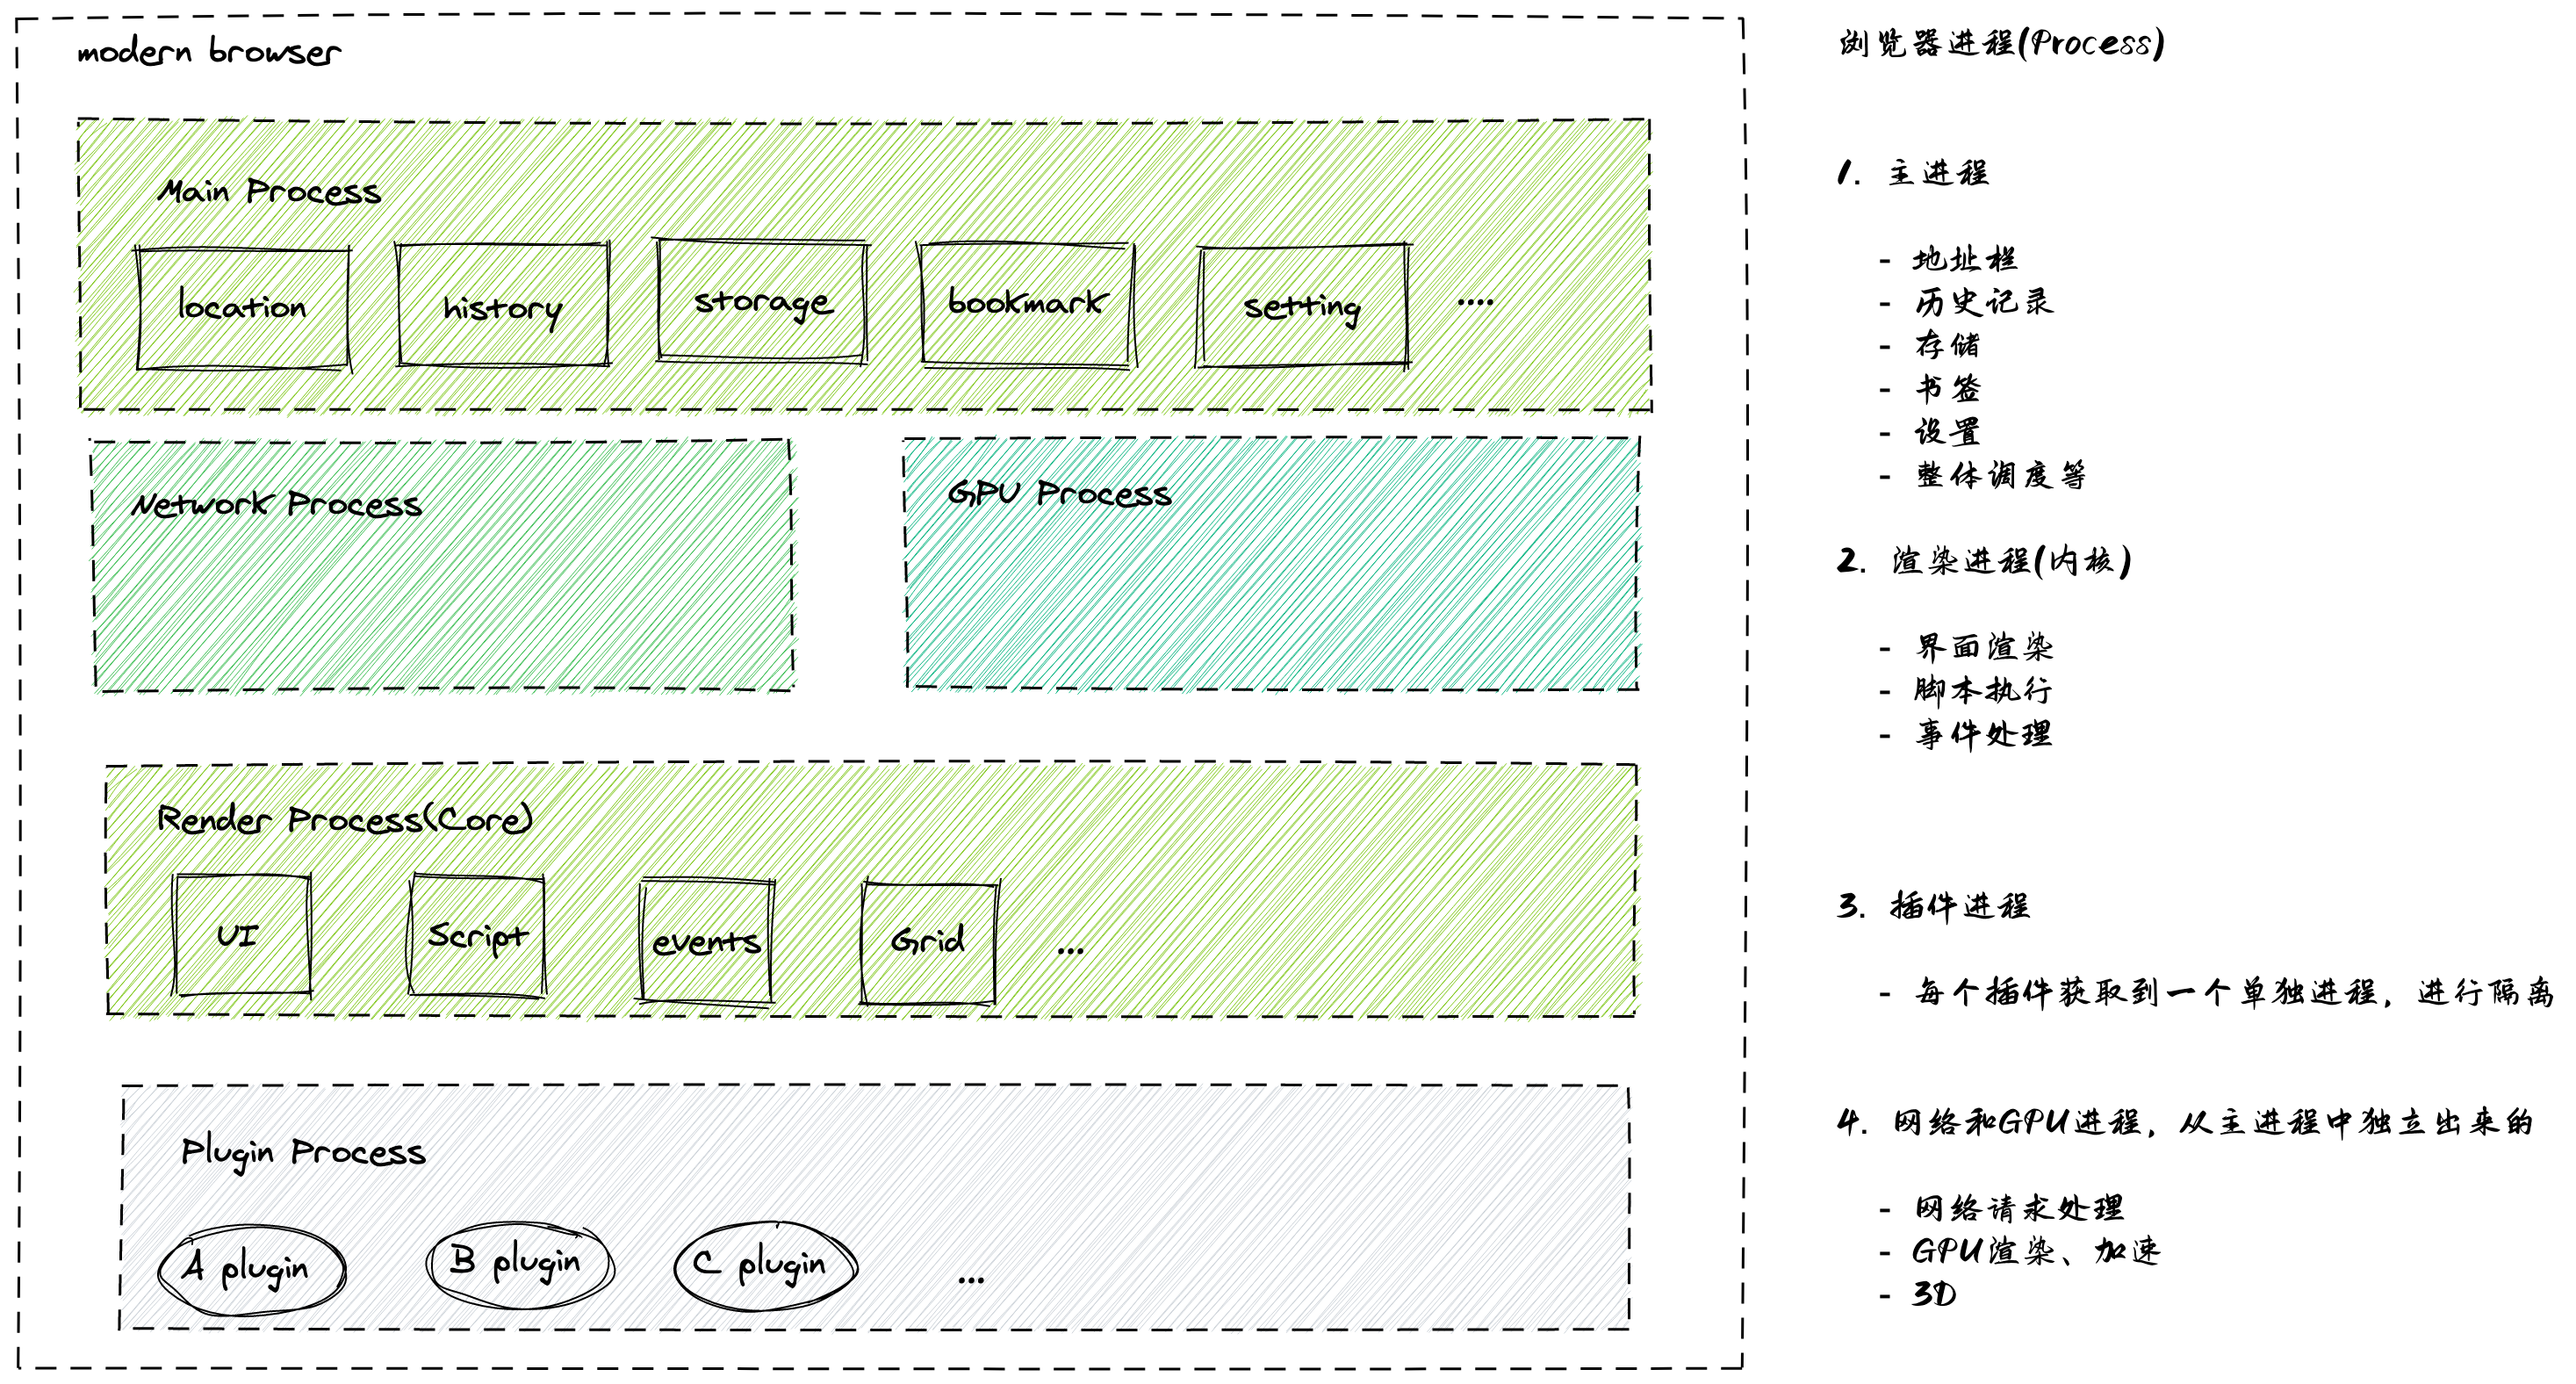 modern browser
Main Process
location
history
storage
bookmark
setting
....
Network Process
GPU Process
Render Process(Core)
UI
Script
events
Grid
...
Plugin Process
A plugin
B plugin
C plugin
...
浏览器进程(Process)
1. 主进程
- 地址栏
- 历史记录
- 存储
- 书签
- 设置
- 整体调度等
2. 渲染进程(内核)
- 界面渲染
- 脚本执行
- 事件处理
3. 插件进程
- 每个插件获取到一个单独进程，进行隔离
4. 网络和GPU进程，从主进程中独立出来的
- 网络请求处理
- GPU渲染、加速
- 3D